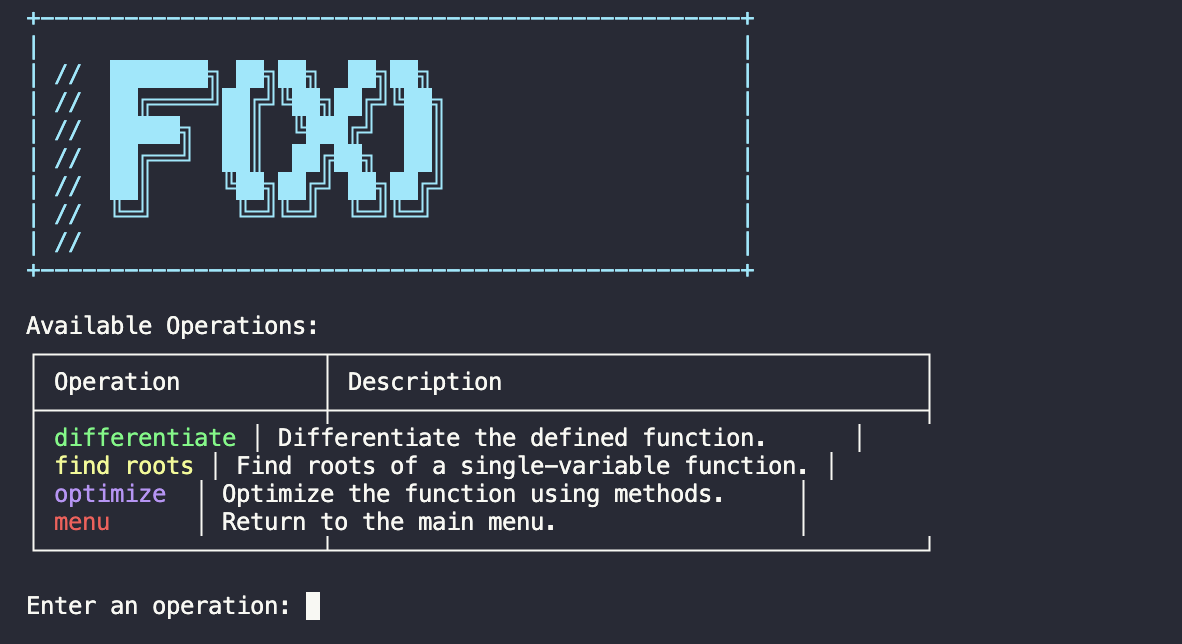 //
// F(X)
//
//
//
//
//
Available Operations:
Operation | Description
differentiate | Differentiate the defined function. |
find roots | Find roots of a single-variable function. |
optimize | Optimize the function using methods. |
menu | Return to the main menu. |
Enter an operation: